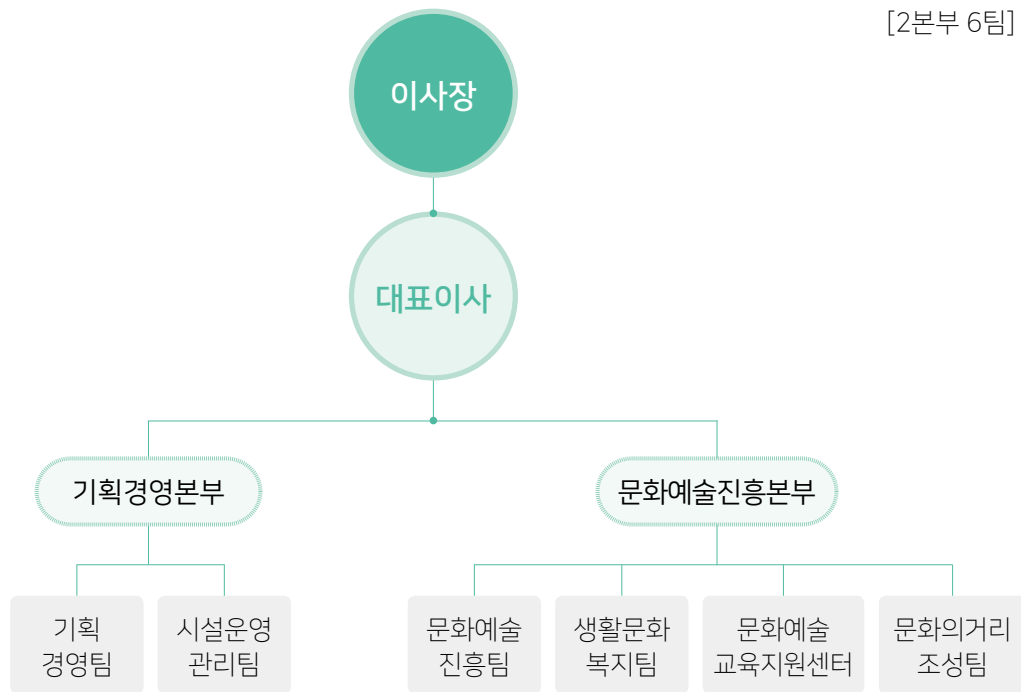 [2본부 6팀]
이사장
대표이사
기획경영본부
문화예술진흥본부
기획
경영팀
시설운영
관리팀
문화예술
진흥팀
생활문화
복지팀
문화예술
교육지원센터
문화의거리
조성팀